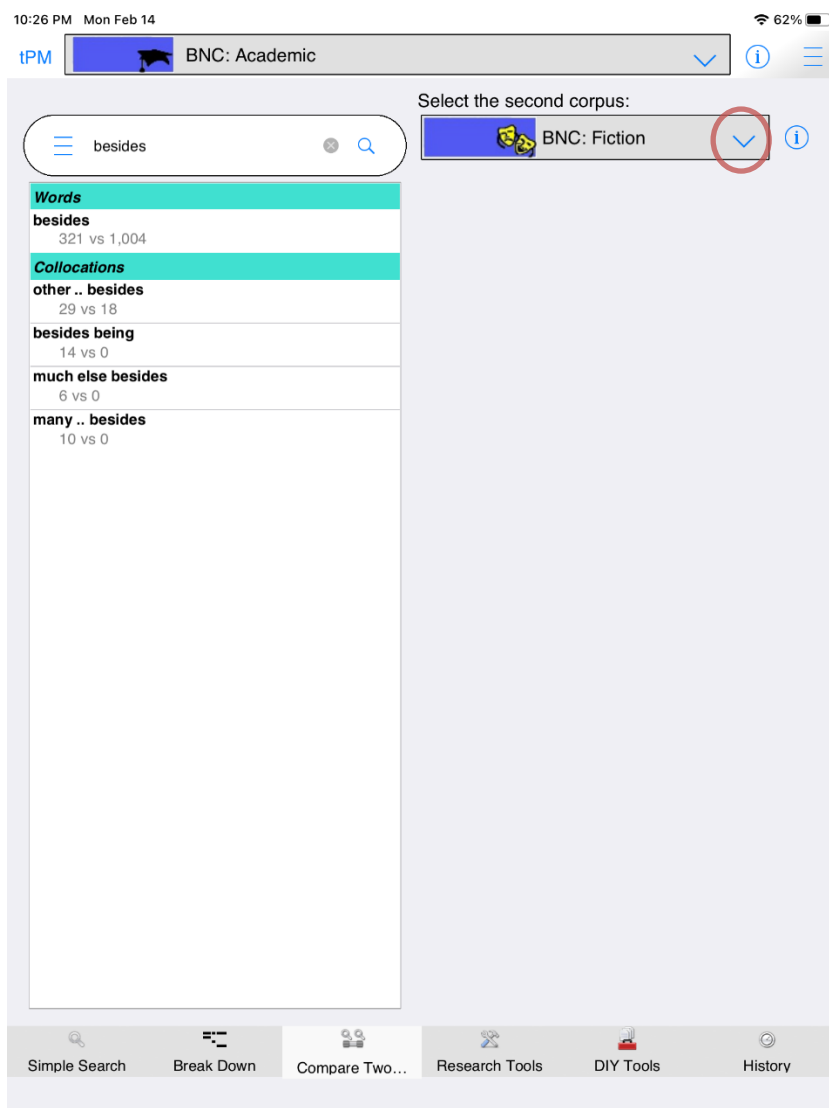 10:26 PM Mon Feb 14
62%
tPM
BNC: Academic
Select the second corpus:
besides
BNC: Fiction
Words
besides
321 vs 1,004
Collocations
other .. besides
29 vs 18
besides being
14 vs 0
much else besides
6 vs 0
many .. besides
10 vs 0
Simple Search
Break Down
Compare Two...
Research Tools
DIY Tools
History